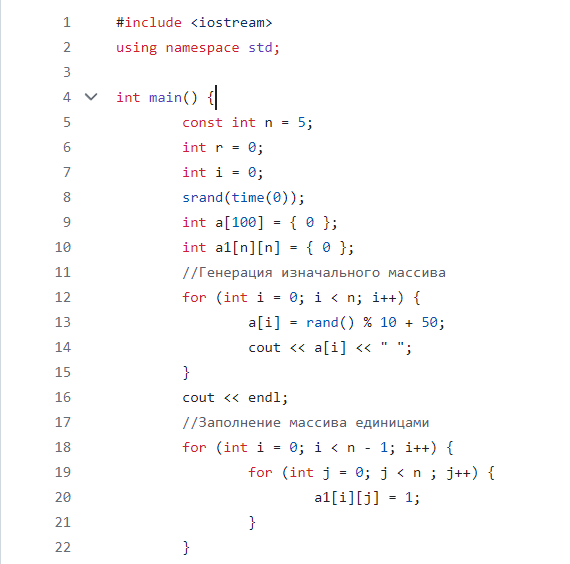 1 #include <iostream>
2 using namespace std;
3
4 int main() {
5 const int n = 5;
6 int r = 0;
7 int i = 0;
8 srand(time(0));
9 int a[100] = { 0 };
10 int a1[n][n] = { 0 };
11 //Генерация изначального массива
12 for (int i = 0; i < n; i++) {
13 a[i] = rand() % 10 + 50;
14 cout << a[i] << " ";
15 }
16 cout << endl;
17 //Заполнение массива единицами
18 for (int i = 0; i < n - 1; i++) {
19 for (int j = 0; j < n ; j++) {
20 a1[i][j] = 1;
21 }
22 }